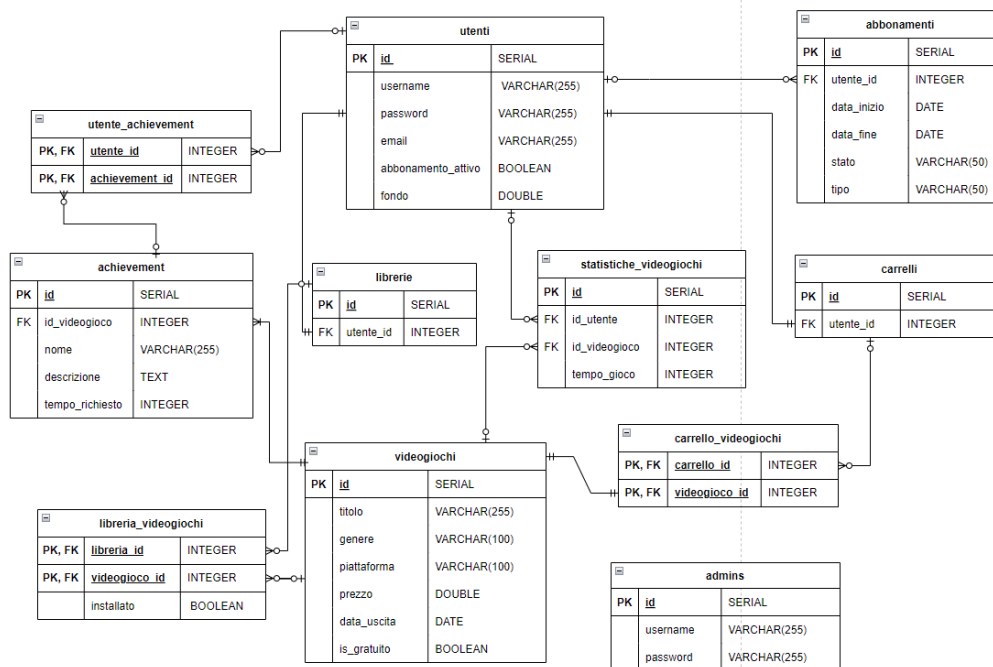 utenti
PK id SERIAL
username VARCHAR(255)
password VARCHAR(255)
email VARCHAR(255)
abbonamento_attivo BOOLEAN
fondo DOUBLE
abbonamenti
PK id SERIAL
FK utente_id INTEGER
data_inizio DATE
data_fine DATE
stato VARCHAR(50)
tipo VARCHAR(50)
utente_achievement
PK, FK utente_id INTEGER
PK, FK achievement_id INTEGER
achievement
PK id SERIAL
FK id_videogioco INTEGER
nome VARCHAR(255)
descrizione TEXT
tempo_richiesto INTEGER
librerie
PK id SERIAL
FK utente_id INTEGER
statistiche_videogiochi
PK id SERIAL
FK id_utente INTEGER
FK id_videogioco INTEGER
tempo_gioco INTEGER
carrelli
PK id SERIAL
FK utente_id INTEGER
videogiochi
PK id SERIAL
titolo VARCHAR(255)
genere VARCHAR(100)
piattaforma VARCHAR(100)
prezzo DOUBLE
data_uscita DATE
is_gratuito BOOLEAN
carrello_videogiochi
PK, FK carrello_id INTEGER
PK, FK videogioco_id INTEGER
libreria_videogiochi
PK, FK libreria_id INTEGER
PK, FK videogioco_id INTEGER
installato BOOLEAN
admins
PK id SERIAL
username VARCHAR(255)
password VARCHAR(255)